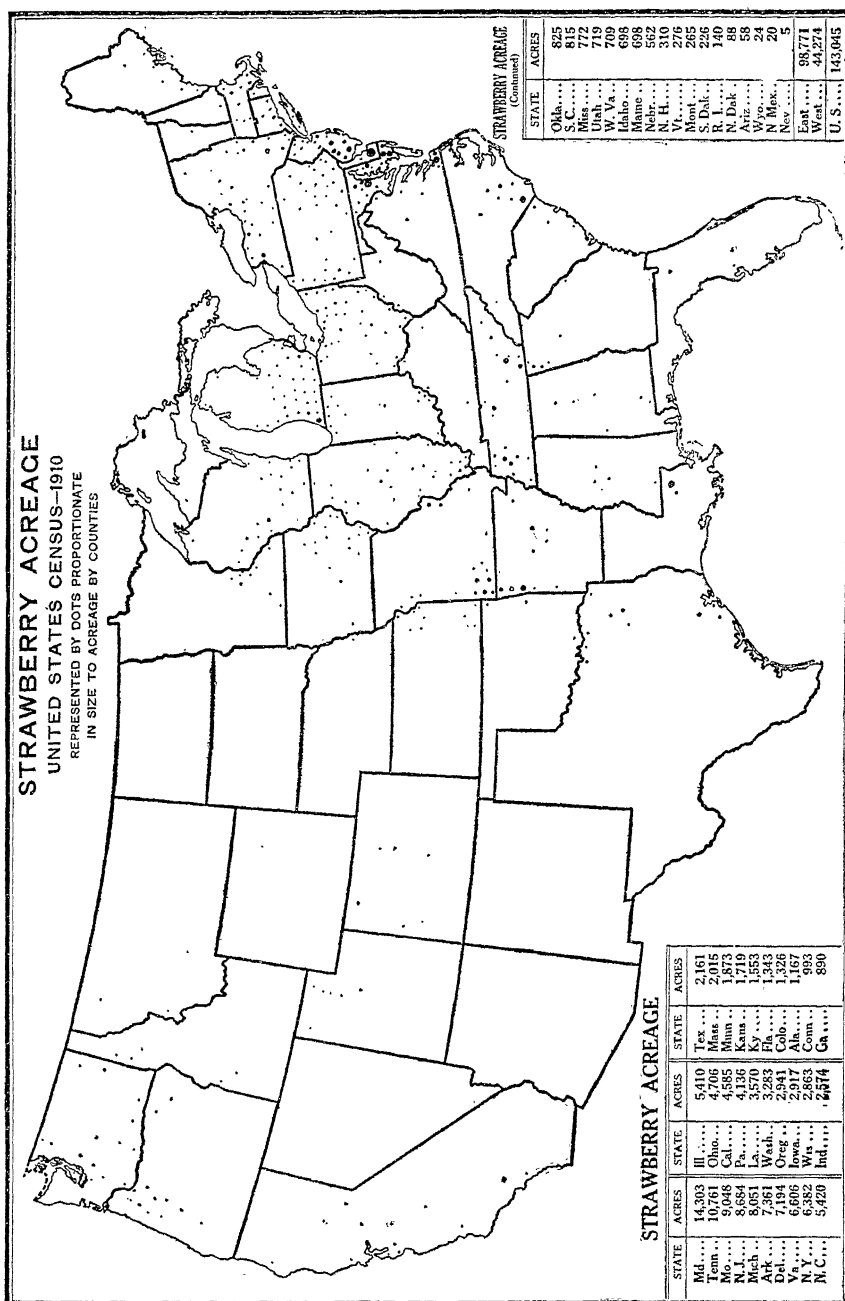 STRAWBERRY ACREAGE
UNITED STATES CENSUS—1910
REPRESENTED BY DOTS PROPORTIONATE
IN SIZE TO ACREAGE BY COUNTIES
STRAWBERRY ACREAGE
STATE ACRES STATE ACRES STATE ACRES
Md.... 14,303 Ill ..... 5,410 Tex ... 2,161
Tenn .. 10,761 Ohio... 4,706 Mass .. 2,015
Mo.... 9,048 Cal.... 4,585 Minn .. 1,873
N.J.... 8,684 Pa..... 4,136 Kans.. 1,719
Mich .. 8,051 La..... 3,570 Ky .... 1,553
Ark ... 7,361 Wash.. 3,283 Fla ... 1,343
Del.... 7,194 Oreg .. 2,941 Colo... 1,326
Va..... 6,606 Iowa... 2,917 Ala.... 1,167
N.Y ... 6,382 Wis ... 2,863 Conn.. 993
N.C.... 5,420 Ind.... 2,574 Ga .... 890
STRAWBERRY ACREAGE
(Continued)
STATE ACRES
Okla.... 825
S.C..... 815
Miss.... 772
Utah.... 719
W. Va.. 709
Idaho... 698
Maine .. 698
Nebr.... 562
N. H.... 310
Vt..... 276
Mont... 265
S. Dak.. 226
R. I.... 140
N. Dak.. 88
Ariz ... 58
Wyo.... 24
N Mex.. 20
Nev .... 5
East .... 98,771
West.... 44,274
U. S .... 143,045